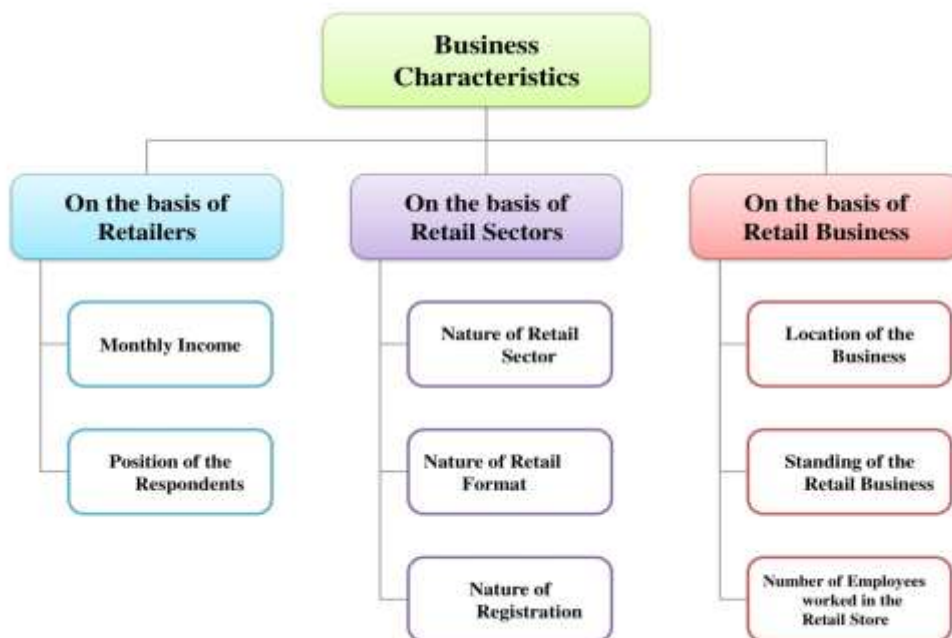 Business
Characteristics
On the basis of
Retailers
On the basis of
Retail Sectors
On the basis of
Retail Business
Monthly Income
Position of the
Respondents
Nature of Retail
Sector
Nature of Retail
Format
Nature of
Registration
Location of the
Business
Standing of the
Retail Business
Number of Employees
worked in the
Retail Store